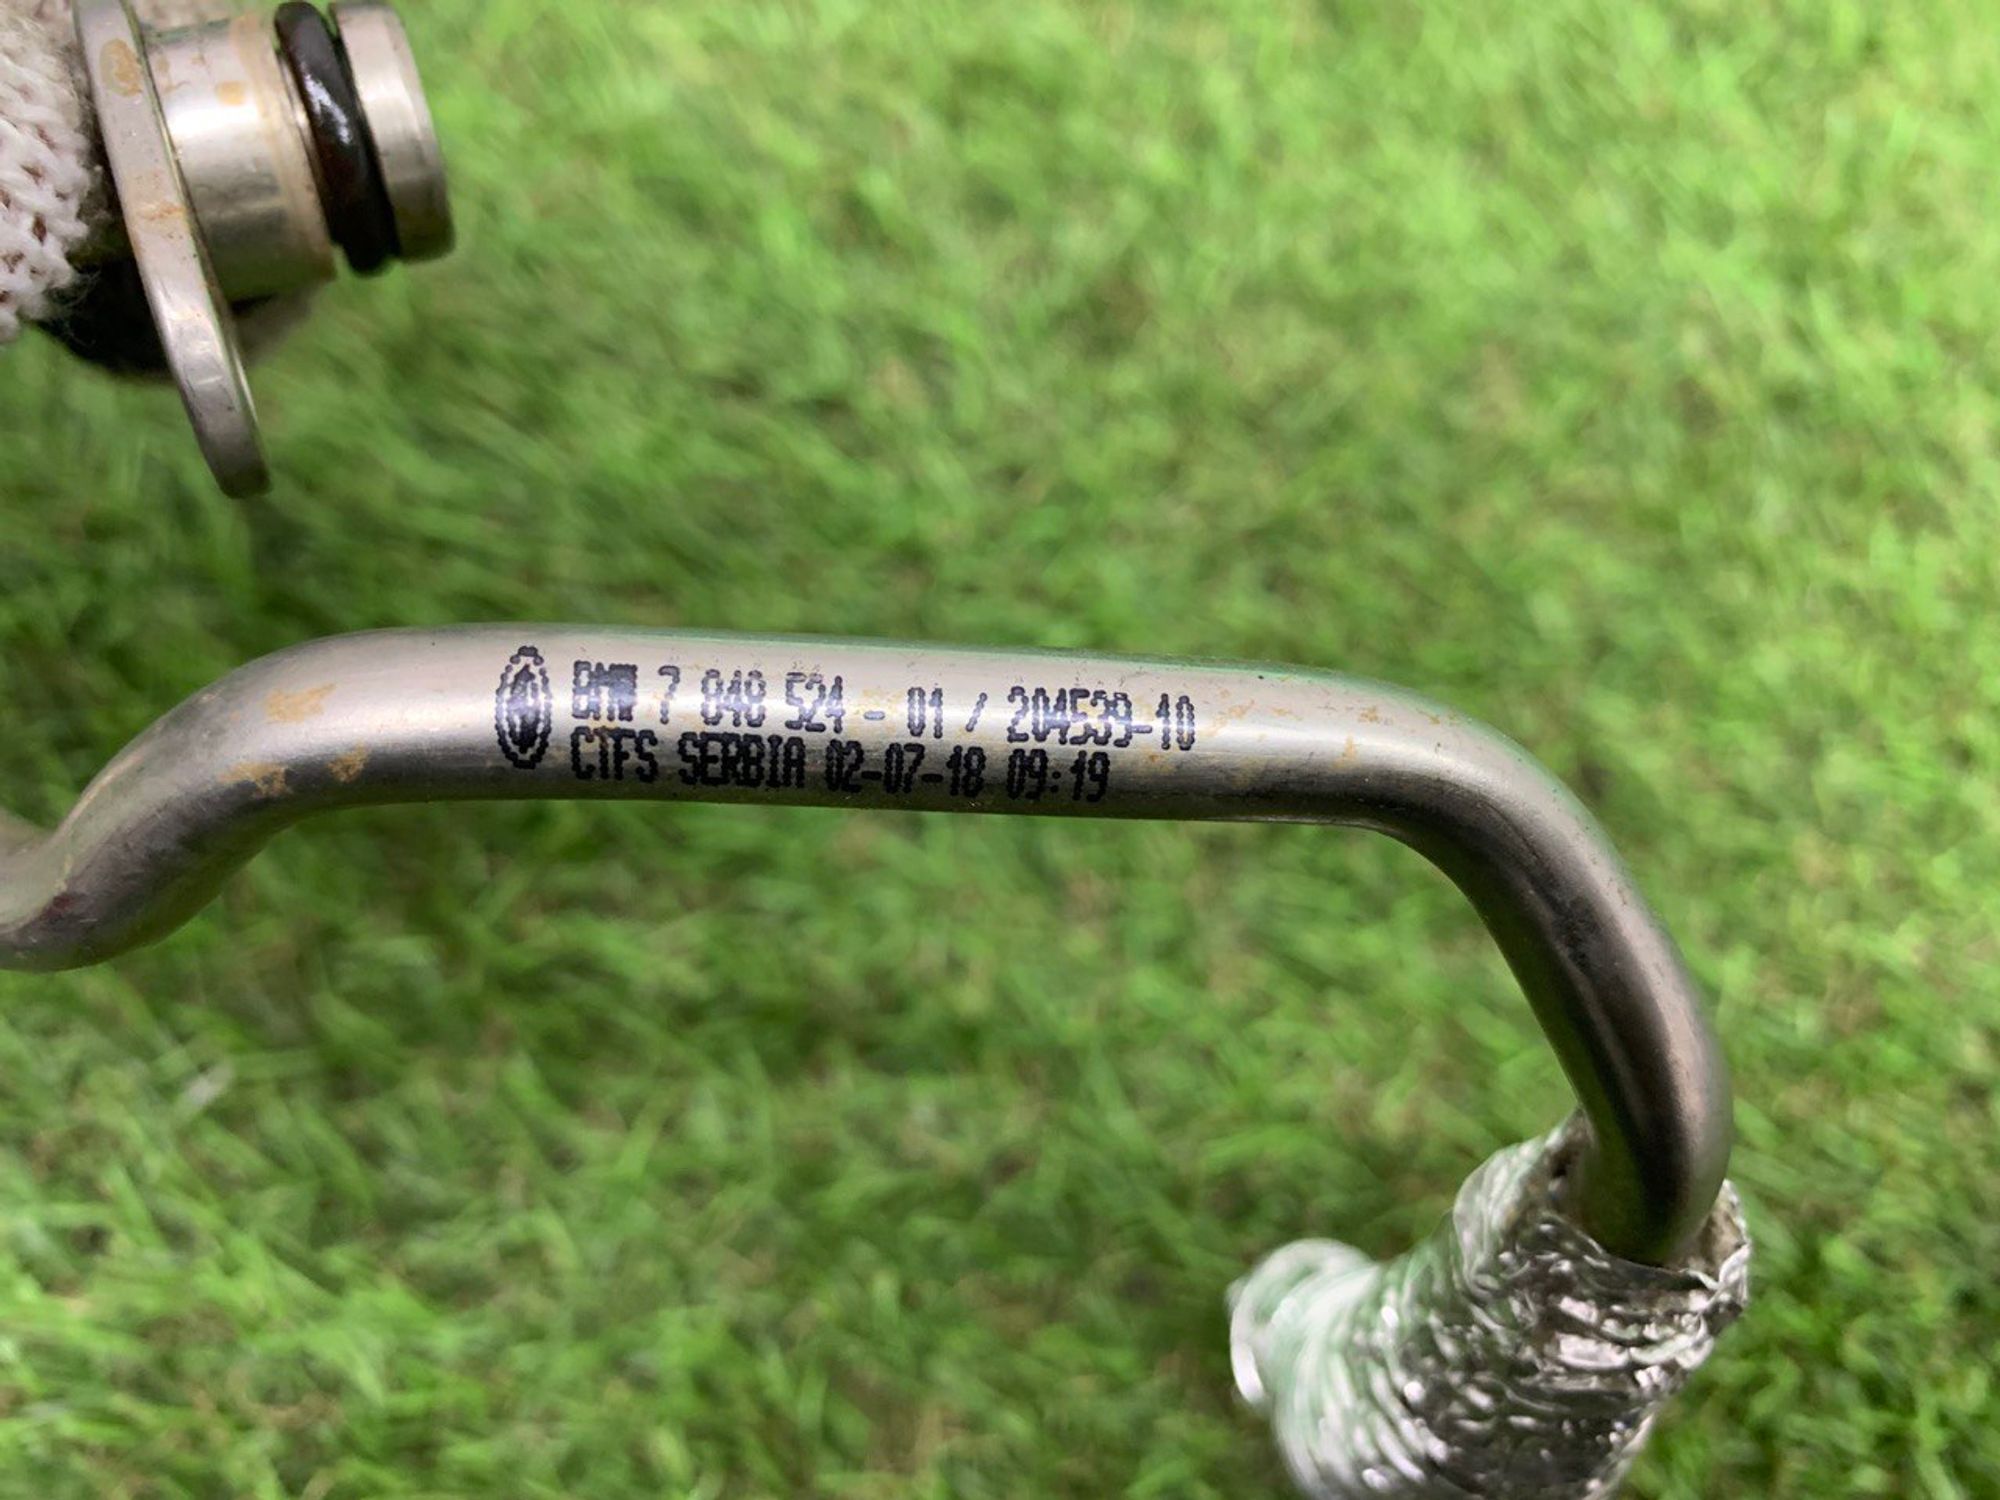 BMW 7 848 524 - 01 / 204539-10
CTFS SERBIA 02-07-18 09:19